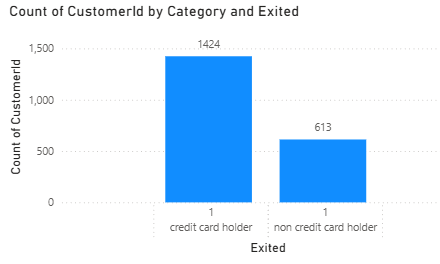 Count of CustomerId by Category and Exited
Count of CustomerId
1,500
1,000
500
0
1424
613
1
1
credit card holder
non credit card holder
Exited